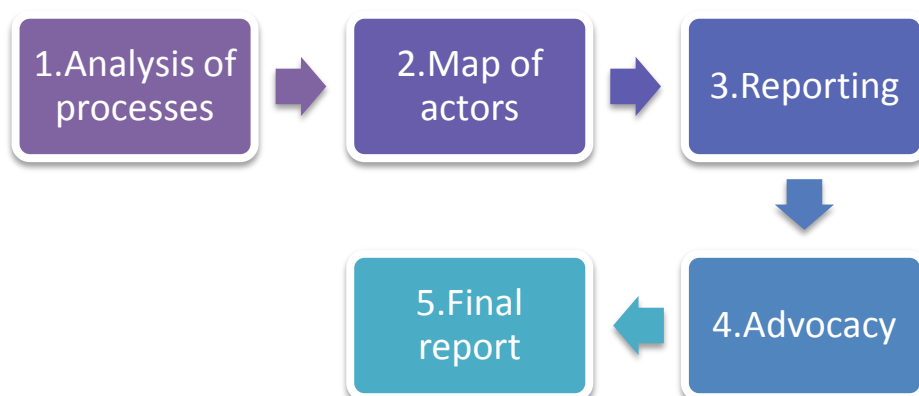 1.Analysis of
processes
2.Map of
actors
3.Reporting
4.Advocacy
5.Final
report